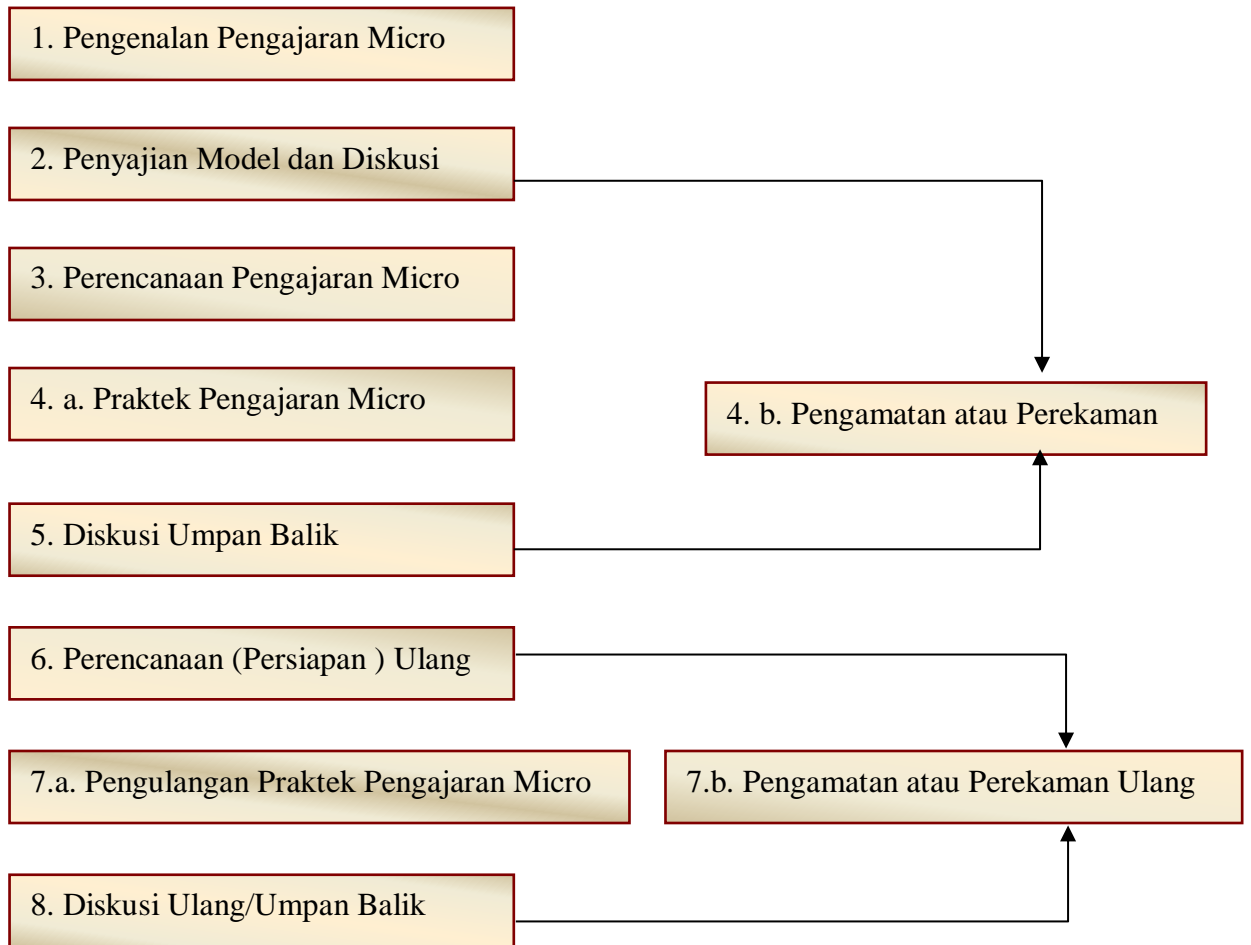 1. Pengenalan Pengajaran Micro
2. Penyajian Model dan Diskusi
3. Perencanaan Pengajaran Micro
4. a. Praktek Pengajaran Micro
4. b. Pengamatan atau Perekaman
5. Diskusi Umpan Balik
6. Perencanaan (Persiapan ) Ulang
7.a. Pengulangan Praktek Pengajaran Micro
7.b. Pengamatan atau Perekaman Ulang
8. Diskusi Ulang/Umpan Balik